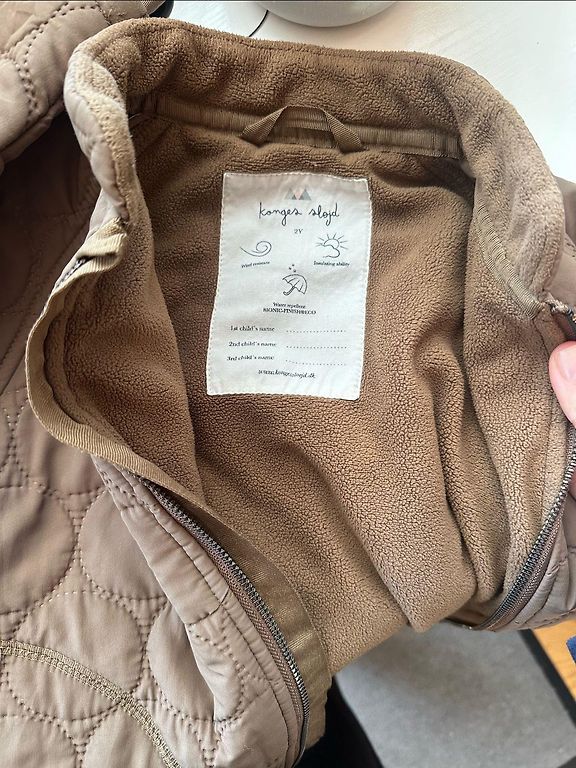 konges sløjd
2Y
Wind resistant
Insulating ability
Water repellent
BIONIC-FINISH®ECO
1st child's name
2nd child's name
3rd child's name
www.kongessloejd.dk